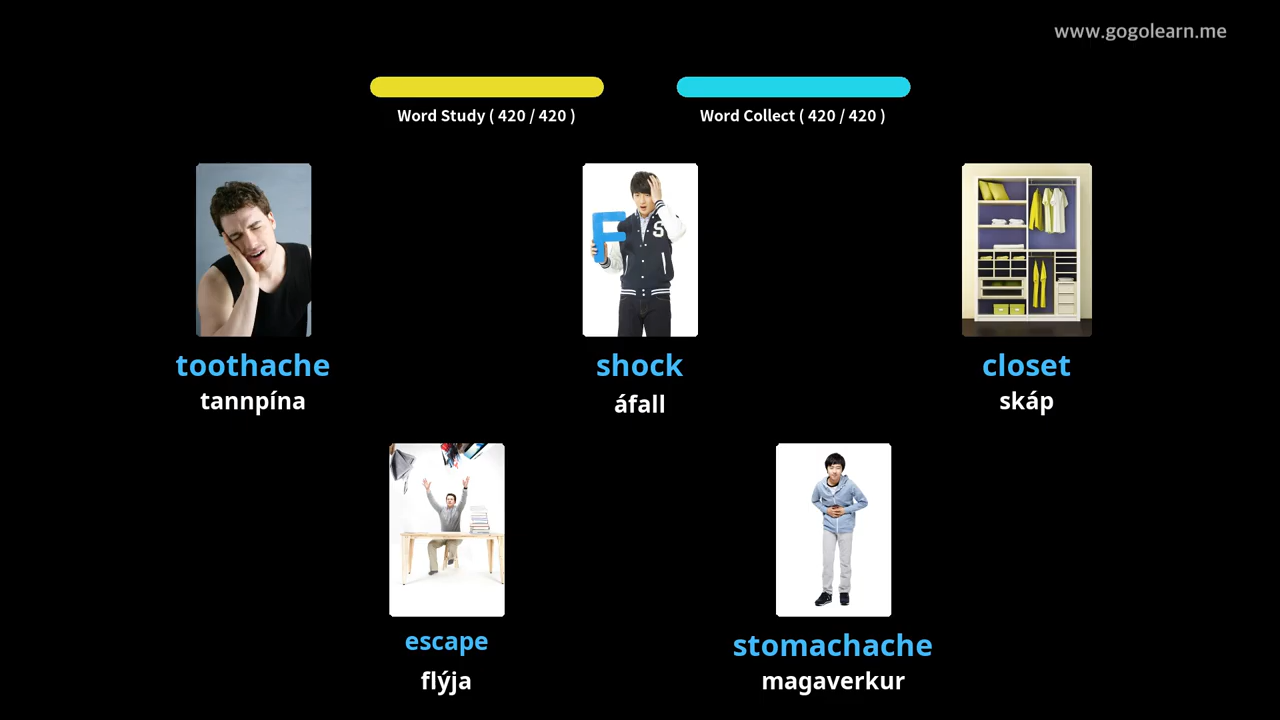 www.gogolearn.me
Word Study ( 420 / 420 )
Word Collect ( 420 / 420 )
F
S
toothache
shock
closet
tannpína
áfall
skáp
escape
stomachache
flýja
magaverkur